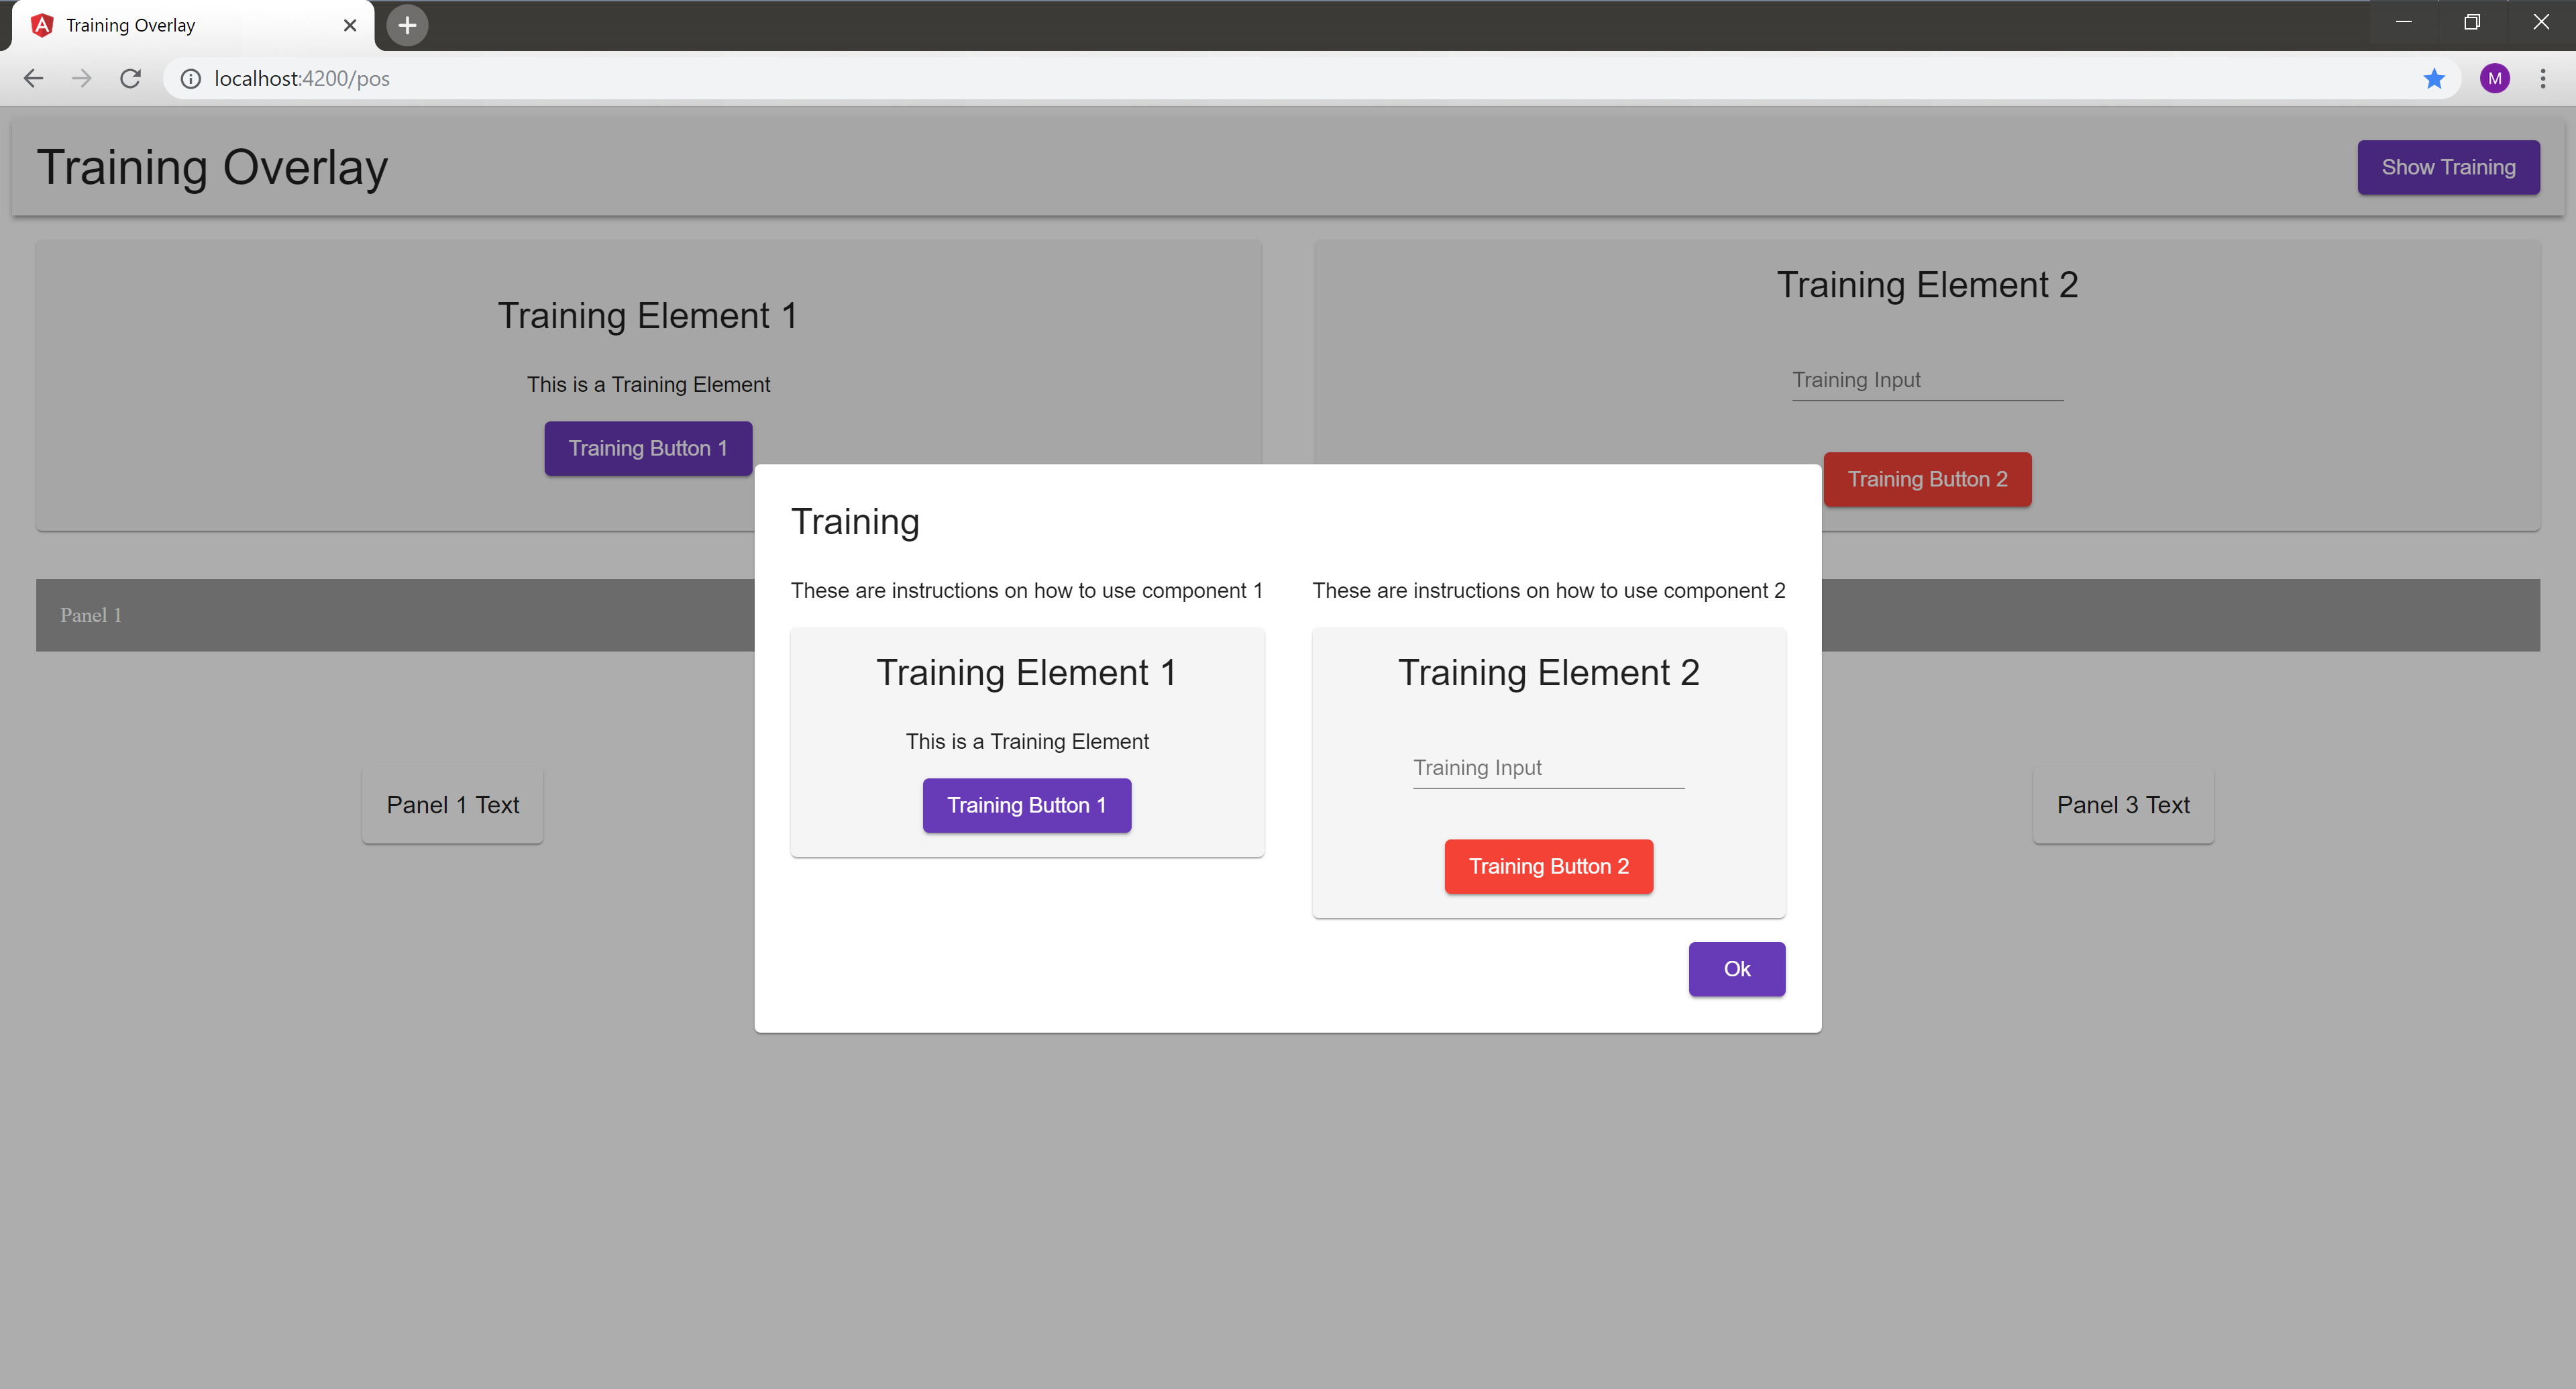 Training Overlay
localhost:4200/pos
M
Training Overlay
Show Training
Training Element 1
This is a Training Element
Training Button 1
Training Element 2
Training Input
Training Button 2
Panel 1
Panel 1 Text
Panel 3 Text
Training
These are instructions on how to use component 1
Training Element 1
This is a Training Element
Training Button 1
These are instructions on how to use component 2
Training Element 2
Training Input
Training Button 2
Ok